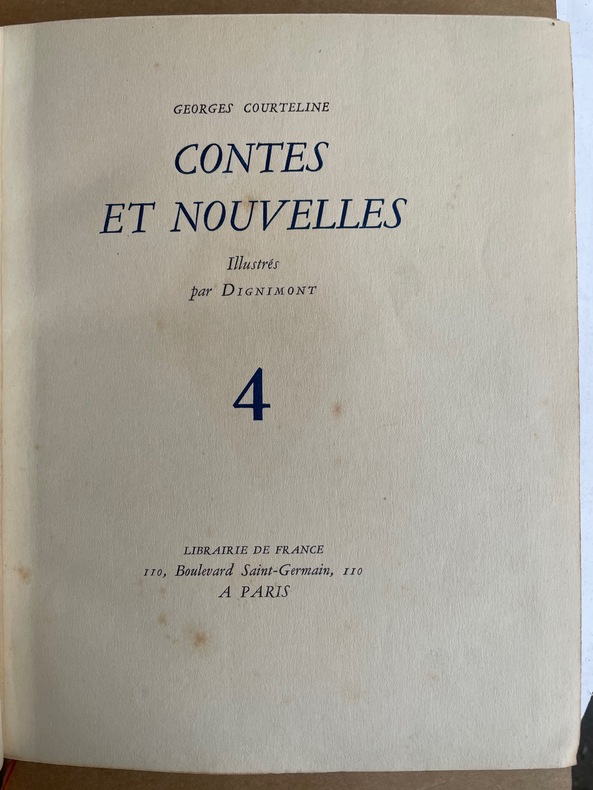 GEORGES COURTELINE
CONTES
ET NOUVELLES
Illustrés
par DIGNIMONT
4
LIBRAIRIE DE FRANCE
110, Boulevard Saint-Germain, 110
A PARIS